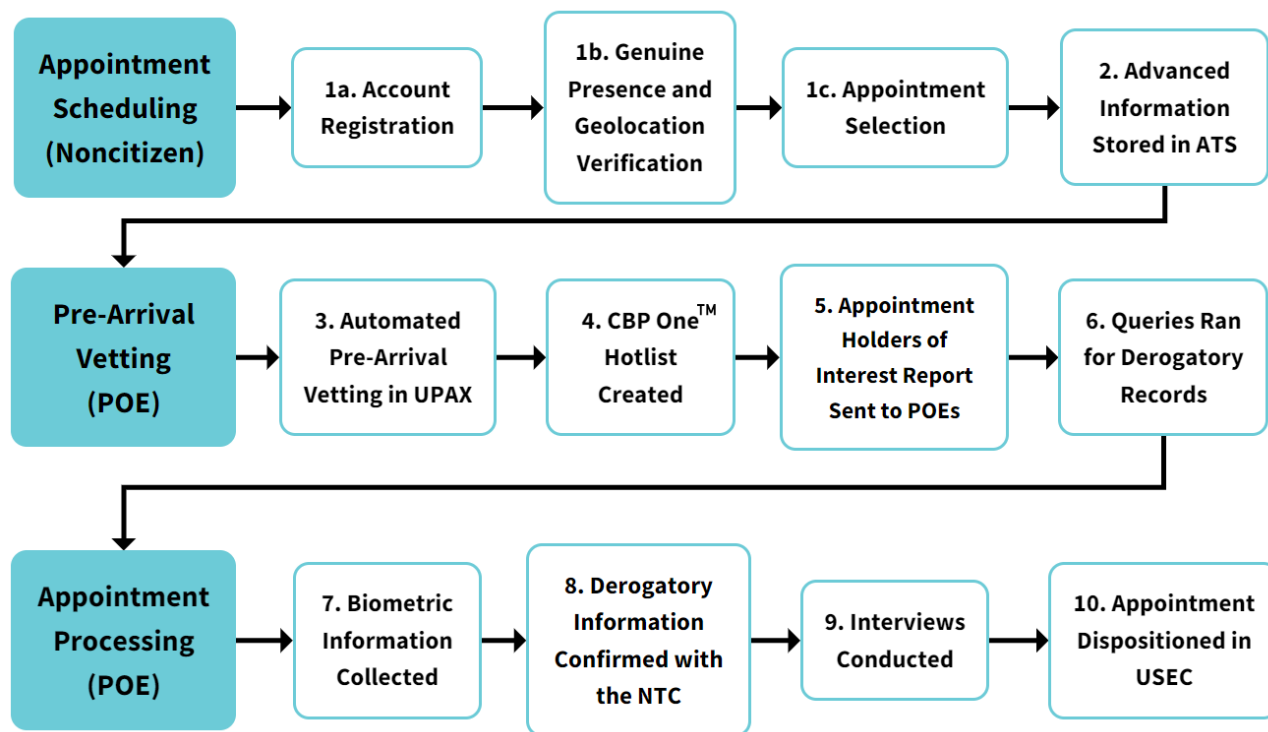 Appointment
Scheduling
(Noncitizen)
1a. Account
Registration
1b. Genuine
Presence and
Geolocation
Verification
1c. Appointment
Selection
2. Advanced
Information
Stored in ATS
Pre-Arrival
Vetting
(POE)
3. Automated
Pre-Arrival
Vetting in UPAX
4. CBP One™
Hotlist
Created
5. Appointment
Holders of
Interest Report
Sent to POEs
6. Queries Ran
for Derogatory
Records
Appointment
Processing
(POE)
7. Biometric
Information
Collected
8. Derogatory
Information
Confirmed with
the NTC
9. Interviews
Conducted
10. Appointment
Dispositioned in
USEC